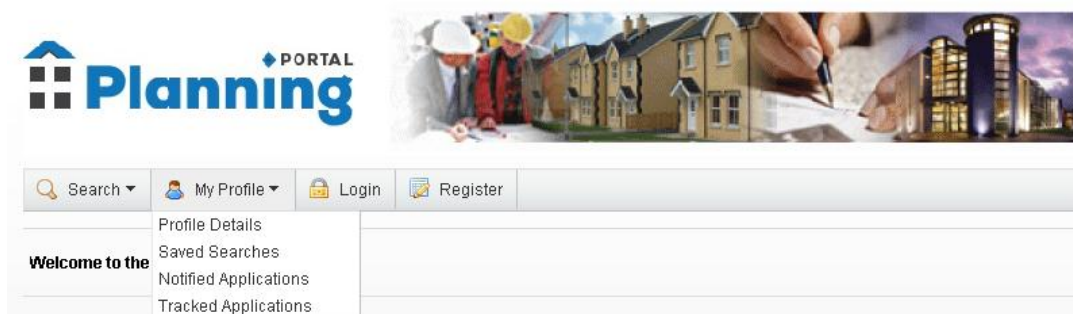 PORTAL
Planning
Search My Profile Login Register
Profile Details
Saved Searches
Welcome to the
Notified Applications
Tracked Applications